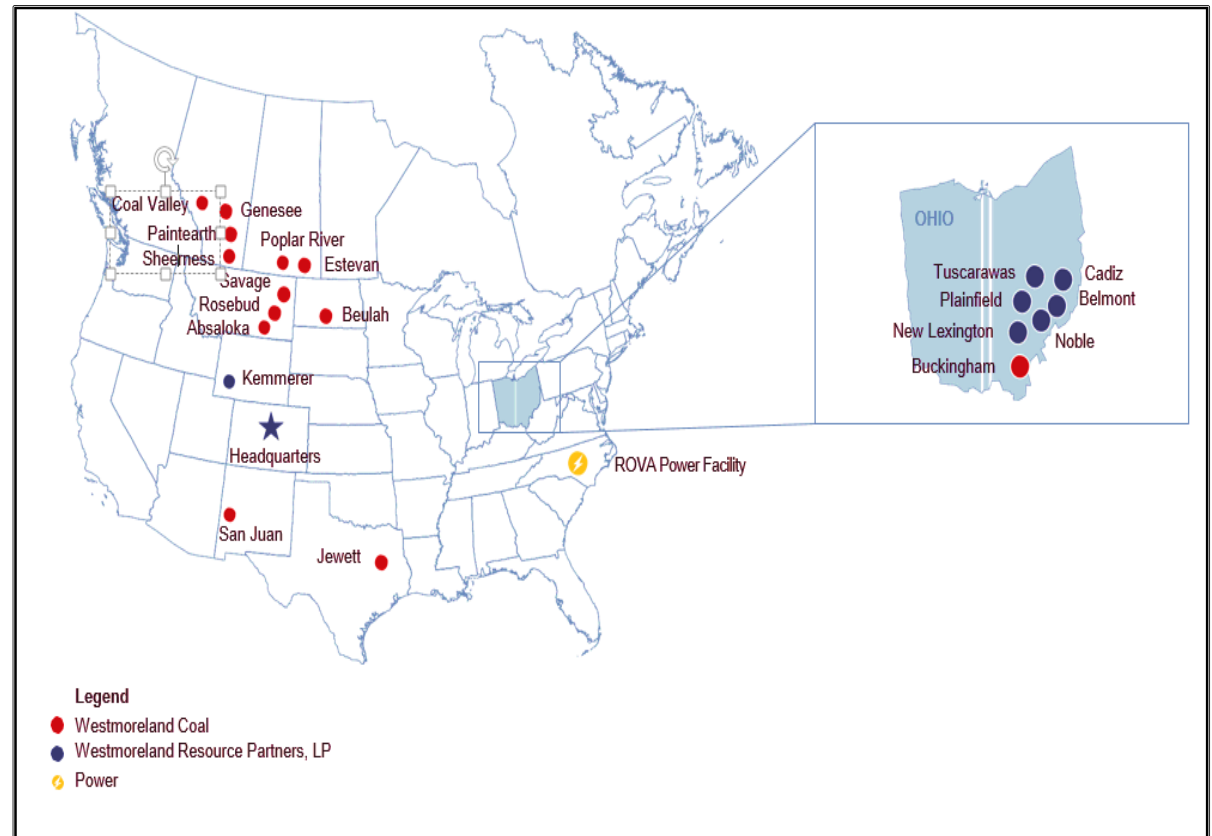 Coal Valley
Genesee
Paintearth
Poplar River
Sheerness
Estevan
Savage
Rosebud
Beulah
Absaloka
Kemmerer
Headquarters
ROVA Power Facility
San Juan
Jewett
OHIO
Tuscarawas
Cadiz
Plainfield
Belmont
New Lexington
Noble
Buckingham
Legend
Westmoreland Coal
Westmoreland Resource Partners, LP
Power